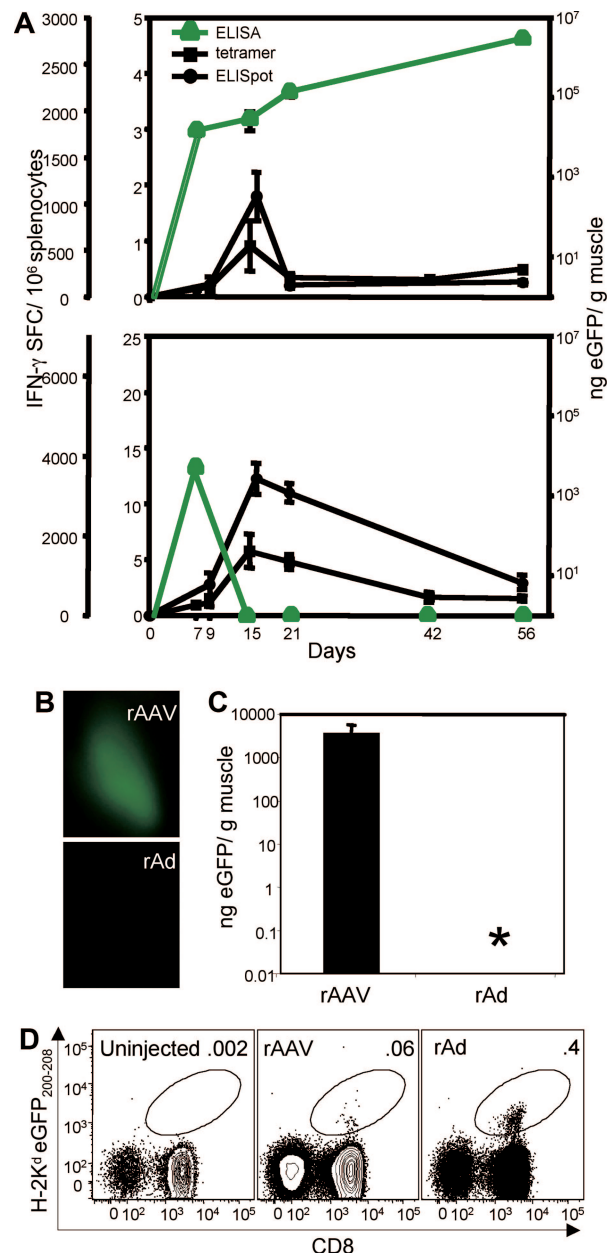 A
IFN-γ SFC/ 10⁶ splenocytes
3000
2500
2000
1500
1000
500
0
5
4
3
2
1
0
ELISA
tetramer
ELISpot
10⁷
10⁵
10³
10¹
ng eGFP/ g muscle
6000
4000
2000
0
25
20
15
10
5
0
10⁷
10⁵
10³
10¹
0 7 9 15 21 42 56
Days
B
rAAV
rAd
C
ng eGFP/ g muscle
10000
1000
100
10
1
0.1
0.01
*
rAAV rAd
D
H-2Kᵈ eGFP₂₀₀₋₂₀₈
10⁵
10⁴
10³
10²
0
Uninjected .002
rAAV .06
rAd .4
0 10² 10³ 10⁴ 10⁵
0 10² 10³ 10⁴ 10⁵
0 10² 10³ 10⁴ 10⁵
CD8